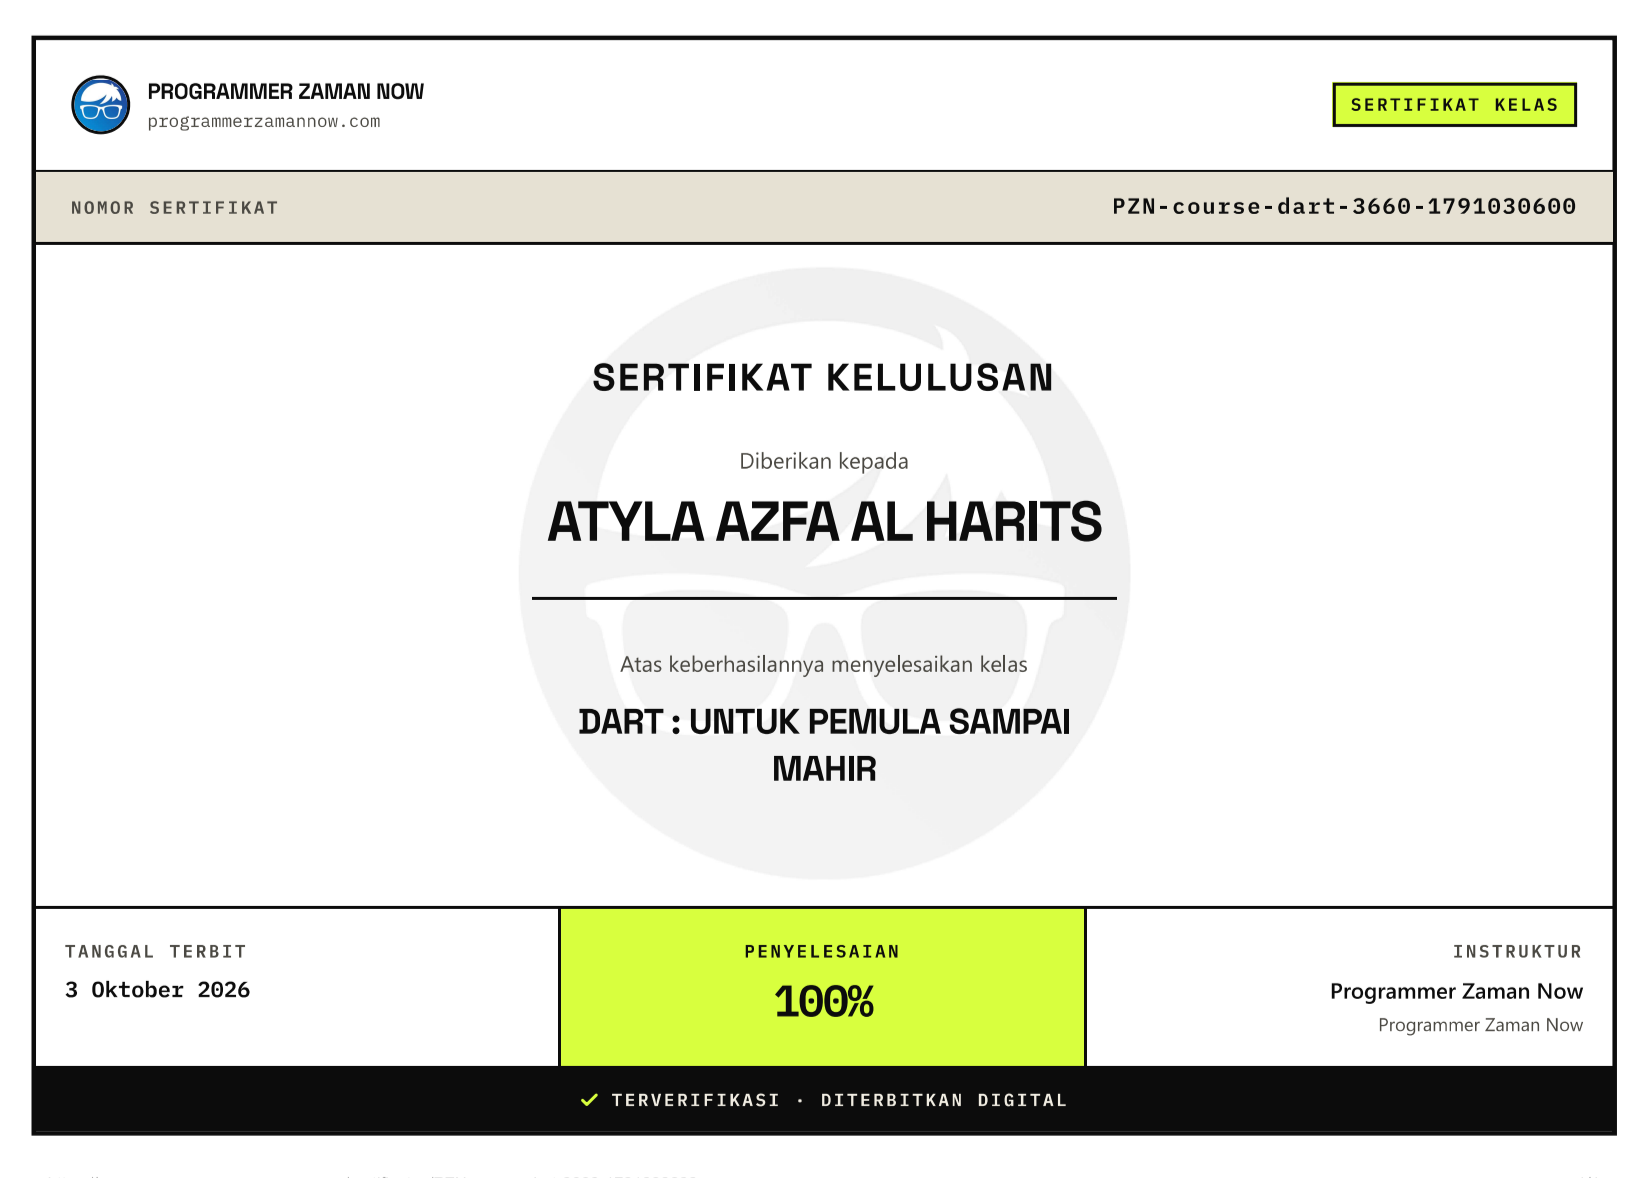 PROGRAMMER ZAMAN NOW
programmerzamannow.com
SERTIFIKAT KELAS
NOMOR SERTIFIKAT
PZN-course-dart-3660-1791030600
SERTIFIKAT KELULUSAN
Diberikan kepada
ATYLA AZFA AL HARITS
Atas keberhasilannya menyelesaikan kelas
DART : UNTUK PEMULA SAMPAI
MAHIR
TANGGAL TERBIT
3 Oktober 2026
PENYELESAIAN
100%
INSTRUKTUR
Programmer Zaman Now
Programmer Zaman Now
✓ TERVERIFIKASI · DITERBITKAN DIGITAL